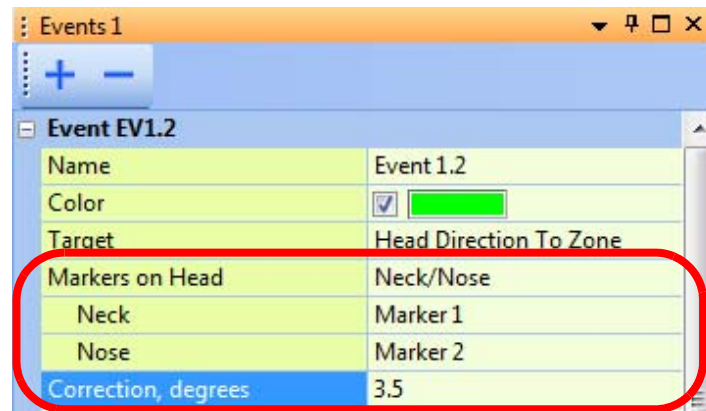 Events 1
Event EV1.2
Name Event 1.2
Color
Target Head Direction To Zone
Markers on Head Neck/Nose
Neck Marker 1
Nose Marker 2
Correction, degrees 3.5